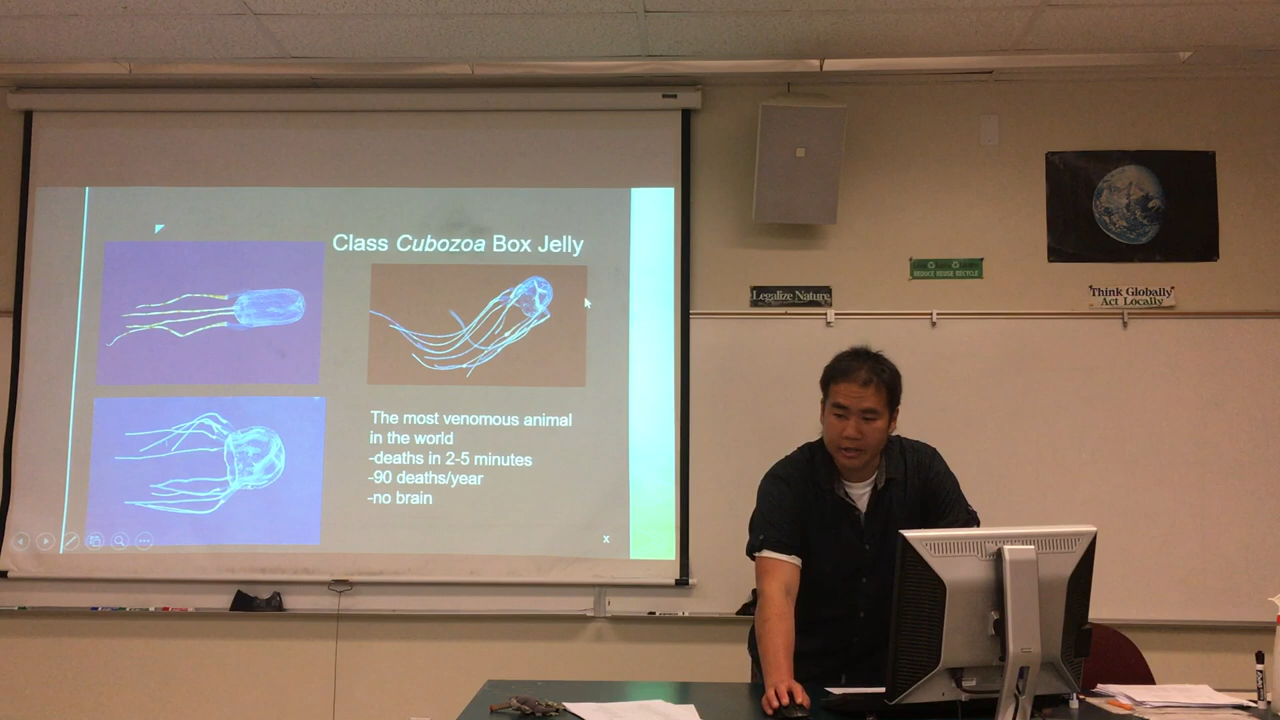 Class Cubozoa Box Jelly
The most venomous animal
in the world
-deaths in 2-5 minutes
-90 deaths/year
-no brain
x
REDUCE REUSE RECYCLE
Legalize Nature
"Think Globally
Act Locally